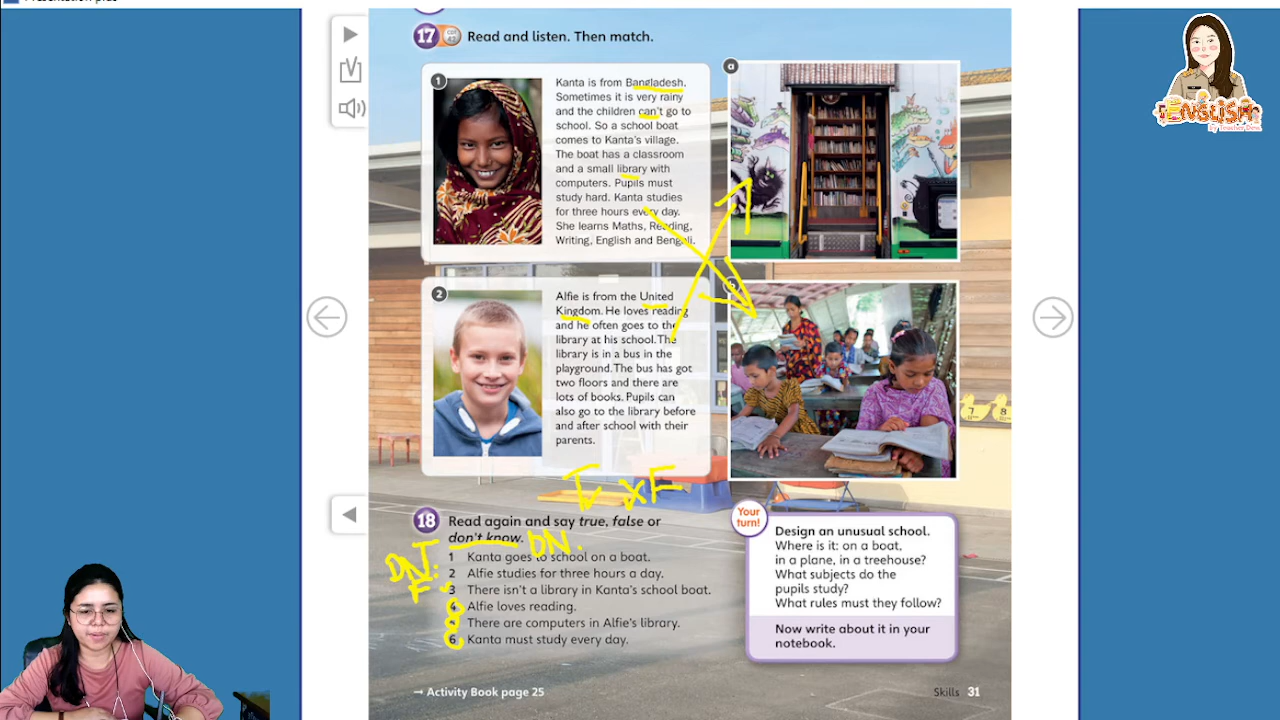 17 Read and listen. Then match.
1
Kanta is from Bangladesh.
Sometimes it is very rainy
and the children can't go to
school. So a school boat
comes to Kanta's village.
The boat has a classroom
and a small library with
computers. Pupils must
study hard. Kanta studies
for three hours every day.
She learns Maths, Reading,
Writing, English and Bengali.
a
2
Alfie is from the United
Kingdom. He loves reading
and he often goes to the
library at his school. The
library is in a bus in the
playground. The bus has got
two floors and there are
lots of books. Pupils can
also go to the library before
and after school with their
parents.
b
7 8
T F
18 Read again and say true, false or
don't know. DN.
T 1 Kanta goes to school on a boat.
DN. 2 Alfie studies for three hours a day.
F 3 There isn't a library in Kanta's school boat.
4 Alfie loves reading.
There are computers in Alfie's library.
6 Kanta must study every day.
Your turn!
Design an unusual school.
Where is it: on a boat,
in a plane, in a treehouse?
What subjects do the
pupils study?
What rules must they follow?
Now write about it in your
notebook.
→ Activity Book page 25
Skills 31
ENGLISH